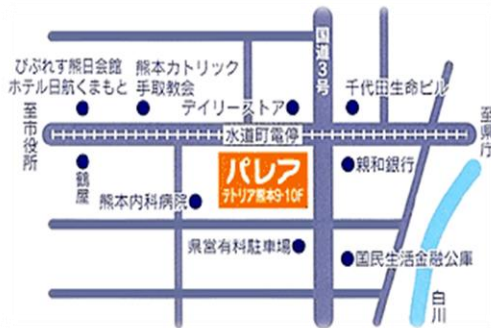 国道3号
びぷれす熊日会館
ホテル日航くまもと
熊本カトリック
手取教会
デイリーストア
千代田生命ビル
至市役所
水道町電停
至県庁
鶴屋
パレア
テトリア熊本9・10F
親和銀行
熊本内科病院
県営有料駐車場
国民生活金融公庫
白川